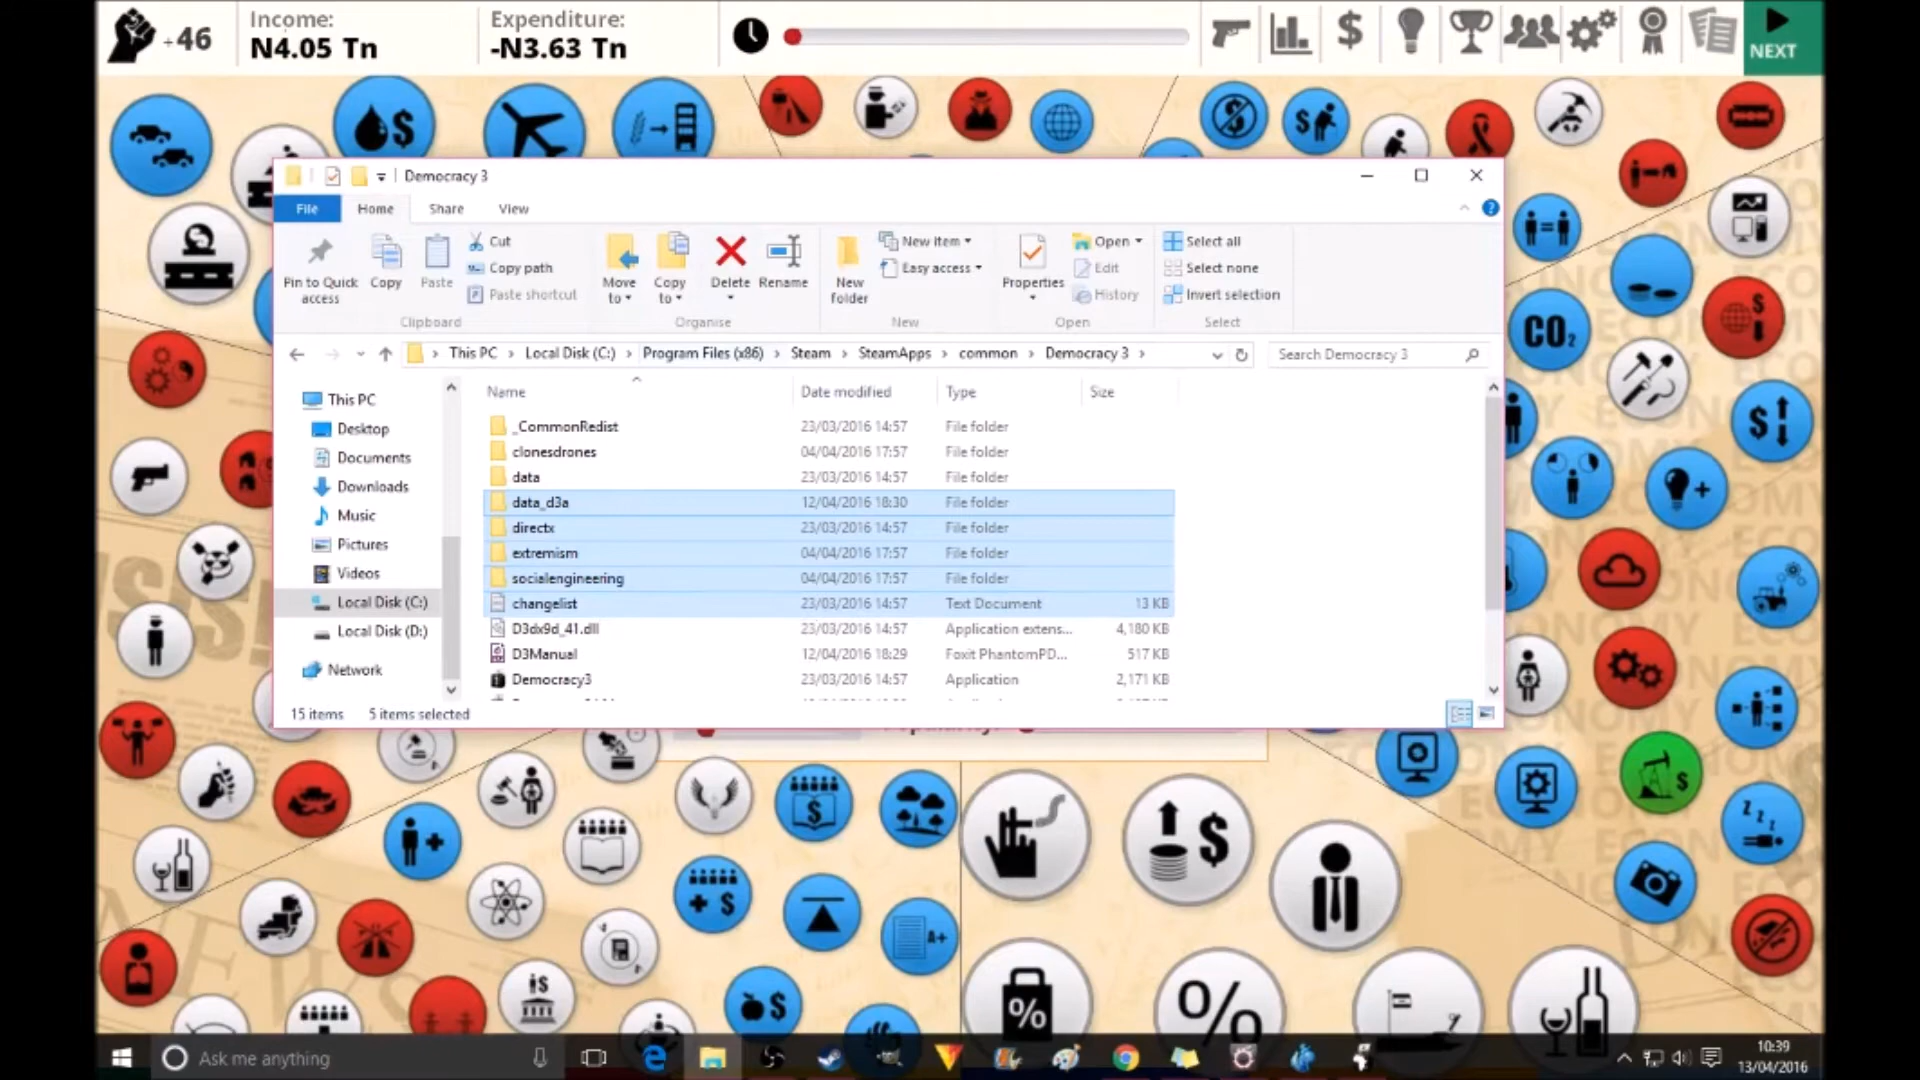 +46
Income:
N4.05 Tn
Expenditure:
-N3.63 Tn
NEXT
Democracy 3
File
Home
Share
View
Pin to Quick access
Copy
Paste
Cut
Copy path
Paste shortcut
Move to
Copy to
Delete
Rename
New folder
New item
Easy access
Properties
Open
Edit
History
Select all
Select none
Invert selection
Clipboard
Organise
New
Open
Select
This PC
Local Disk (C:)
Program Files (x86)
Steam
SteamApps
common
Democracy 3
Search Democracy 3
Name
Date modified
Type
Size
This PC
Desktop
Documents
Downloads
Music
Pictures
Videos
Local Disk (C:)
Local Disk (D:)
Network
_CommonRedist 23/03/2016 14:57 File folder
clonesdrones 04/04/2016 17:57 File folder
data 23/03/2016 14:57 File folder
data_d3a 12/04/2016 18:30 File folder
directx 23/03/2016 14:57 File folder
extremism 04/04/2016 17:57 File folder
socialengineering 04/04/2016 17:57 File folder
changelist 23/03/2016 14:57 Text Document 13 KB
D3dx9d_41.dll 23/03/2016 14:57 Application extens... 4,180 KB
D3Manual 12/04/2016 18:29 Foxit PhantomPD... 517 KB
Democracy3 23/03/2016 14:57 Application 2,171 KB
15 items
5 items selected
CO2
A+
%
%
ECONOMY
NEWS
Ask me anything
10:39
13/04/2016